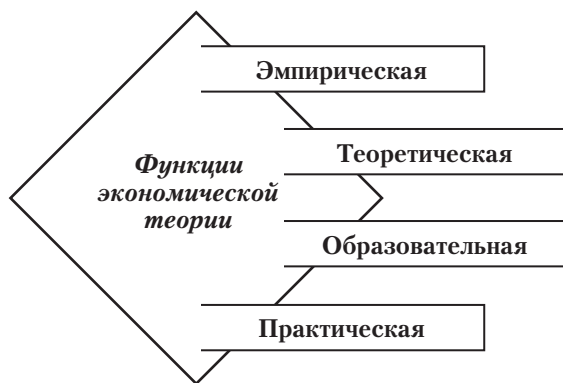 Эмпирическая
Теоретическая
Функции
экономической
теории
Образовательная
Практическая